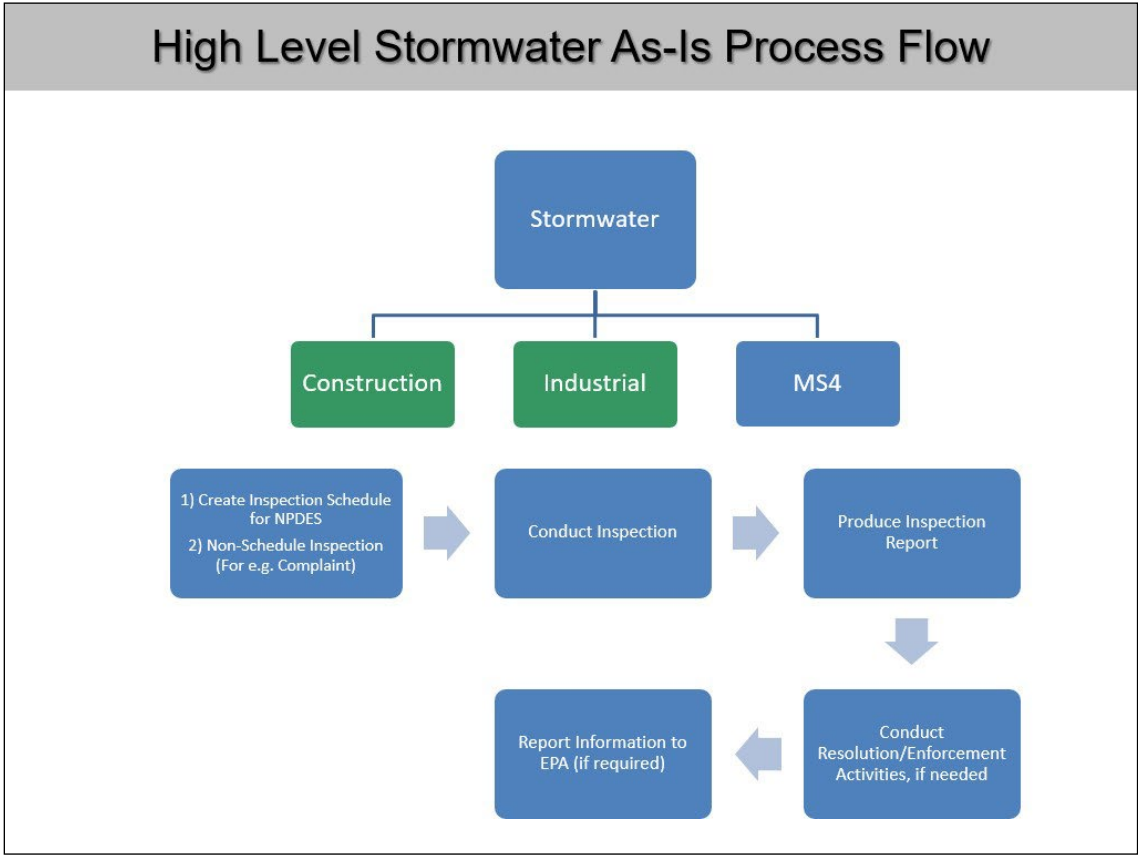 High Level Stormwater As-Is Process Flow
Stormwater
Construction
Industrial
MS4
1) Create Inspection Schedule
for NPDES
2) Non-Schedule Inspection
(For e.g. Complaint)
Conduct Inspection
Produce Inspection
Report
Conduct
Resolution/Enforcement
Activities, if needed
Report Information to
EPA (if required)